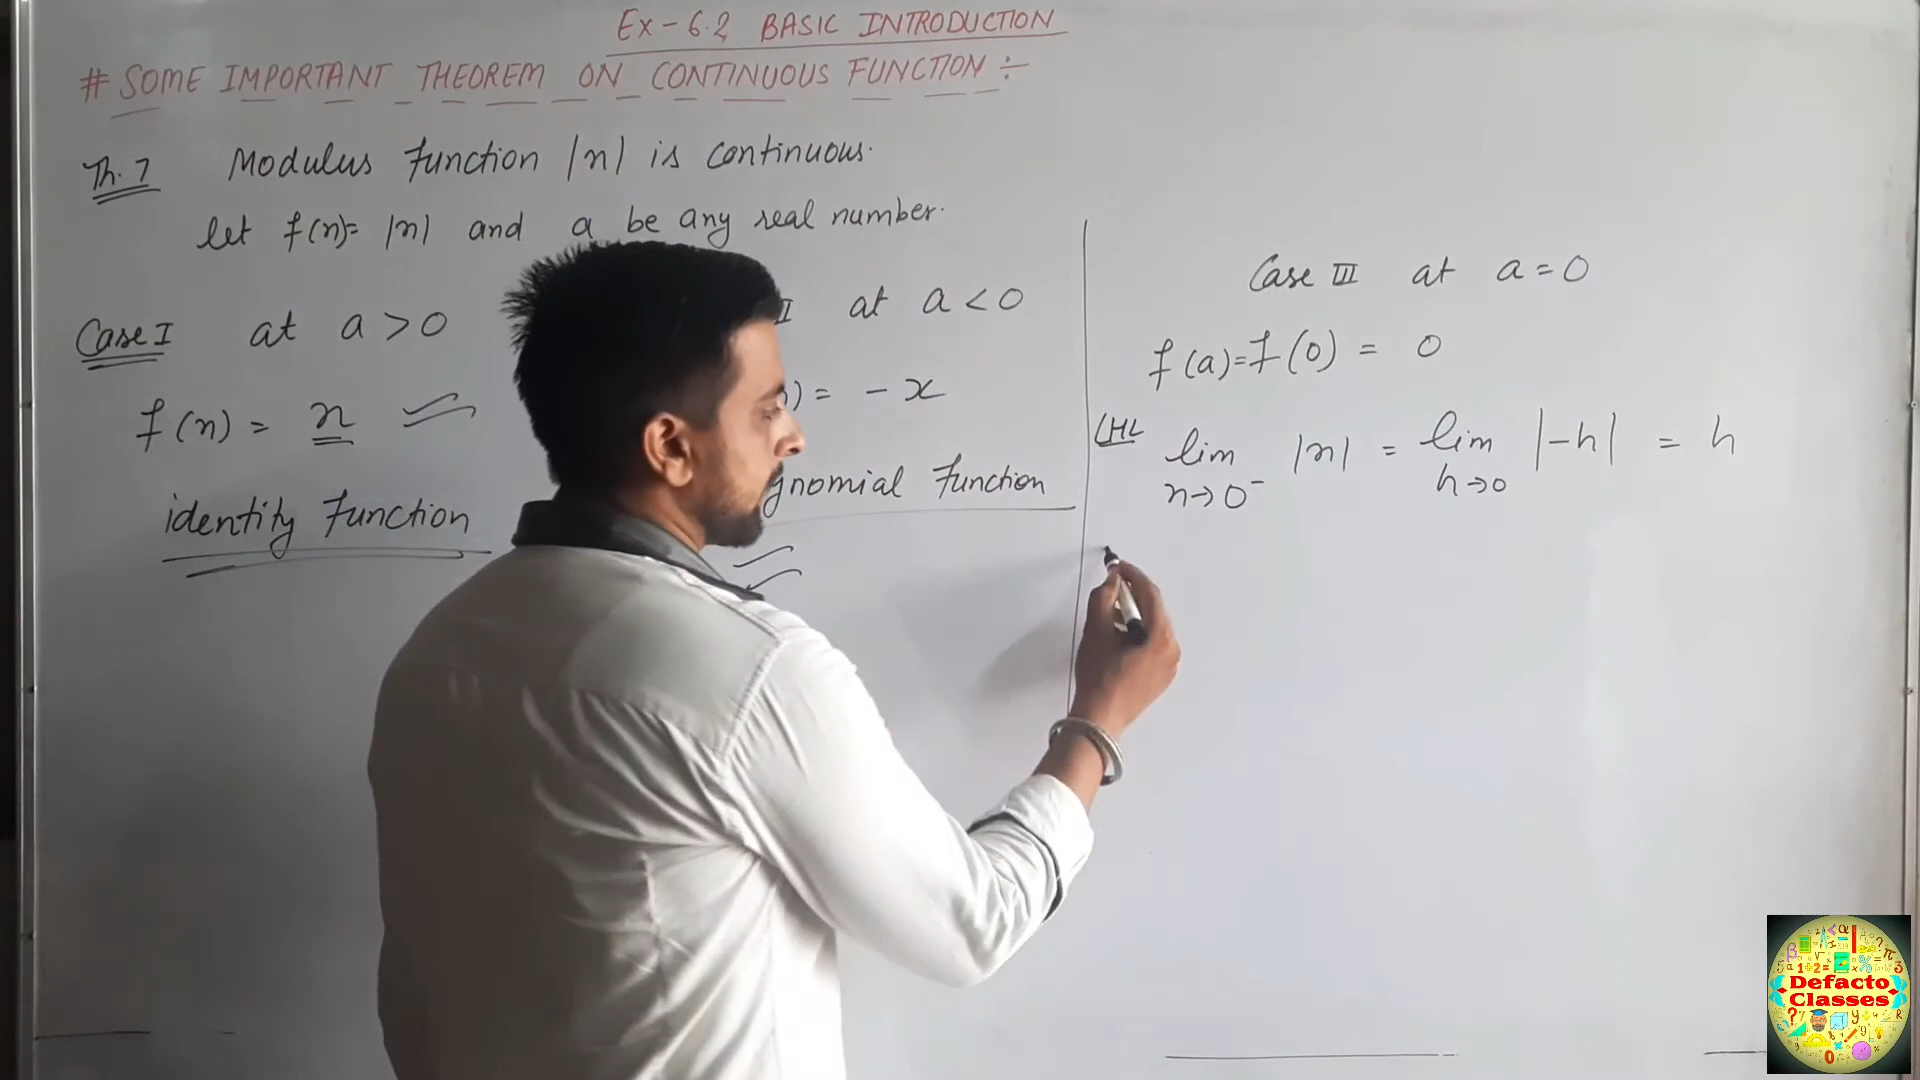 Ex - 6.2 BASIC INTRODUCTION
# SOME IMPORTANT THEOREM ON CONTINUOUS FUNCTION ÷
Th. 7 Modulus function |x| is continuous.
let f(x) = |x| and a be any real number.
Case I at a > 0
f(x) = x
identity function
II at a < 0
) = - x
ynomial function
Case III at a = 0
f(a) = f(0) = 0
LHL lim x→0⁻ |x| = lim h→0 |-h| = h
Defacto
Classes